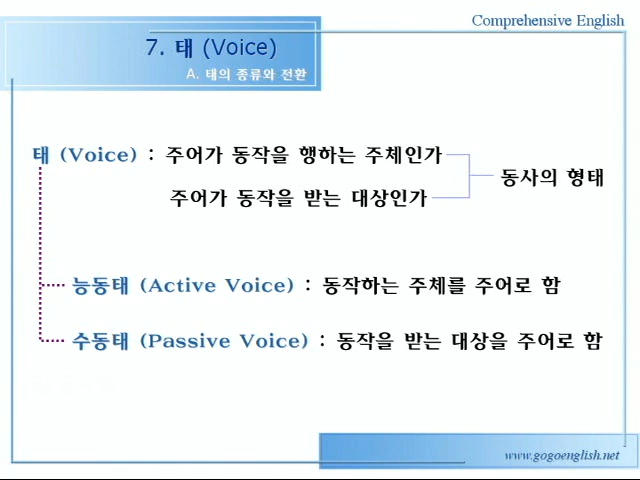 Comprehensive English
7. 태 (Voice)
A. 태의 종류와 전환
태 (Voice) : 주어가 동작을 행하는 주체인가
주어가 동작을 받는 대상인가
동사의 형태
능동태 (Active Voice) : 동작하는 주체를 주어로 함
수동태 (Passive Voice) : 동작을 받는 대상을 주어로 함
www.gogoenglish.net